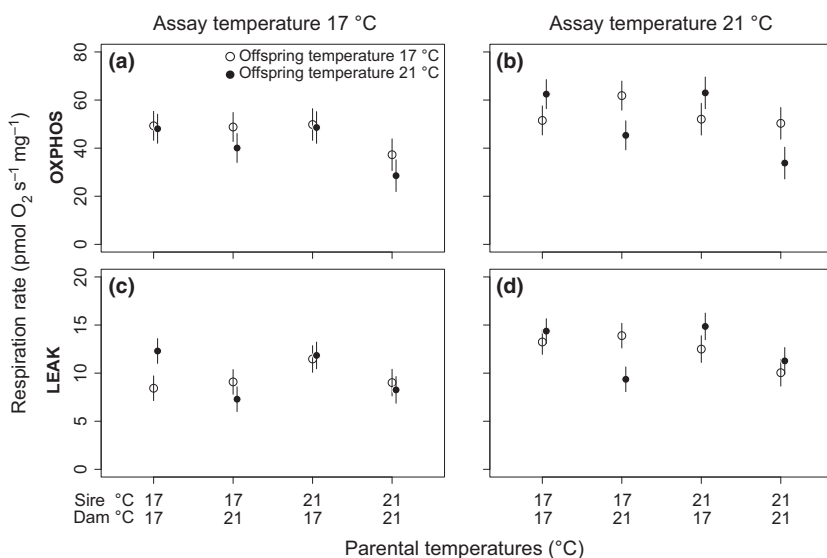 Assay temperature 17 °C
Assay temperature 21 °C
(a)
○ Offspring temperature 17 °C
● Offspring temperature 21 °C
(b)
80
60
40
20
0
OXPHOS
Respiration rate (pmol O₂ s⁻¹ mg⁻¹)
(c)
(d)
20
15
10
5
0
LEAK
Sire °C 17 17 21 21 17 17 21 21
Dam °C 17 21 17 21 17 21 17 21
Parental temperatures (°C)